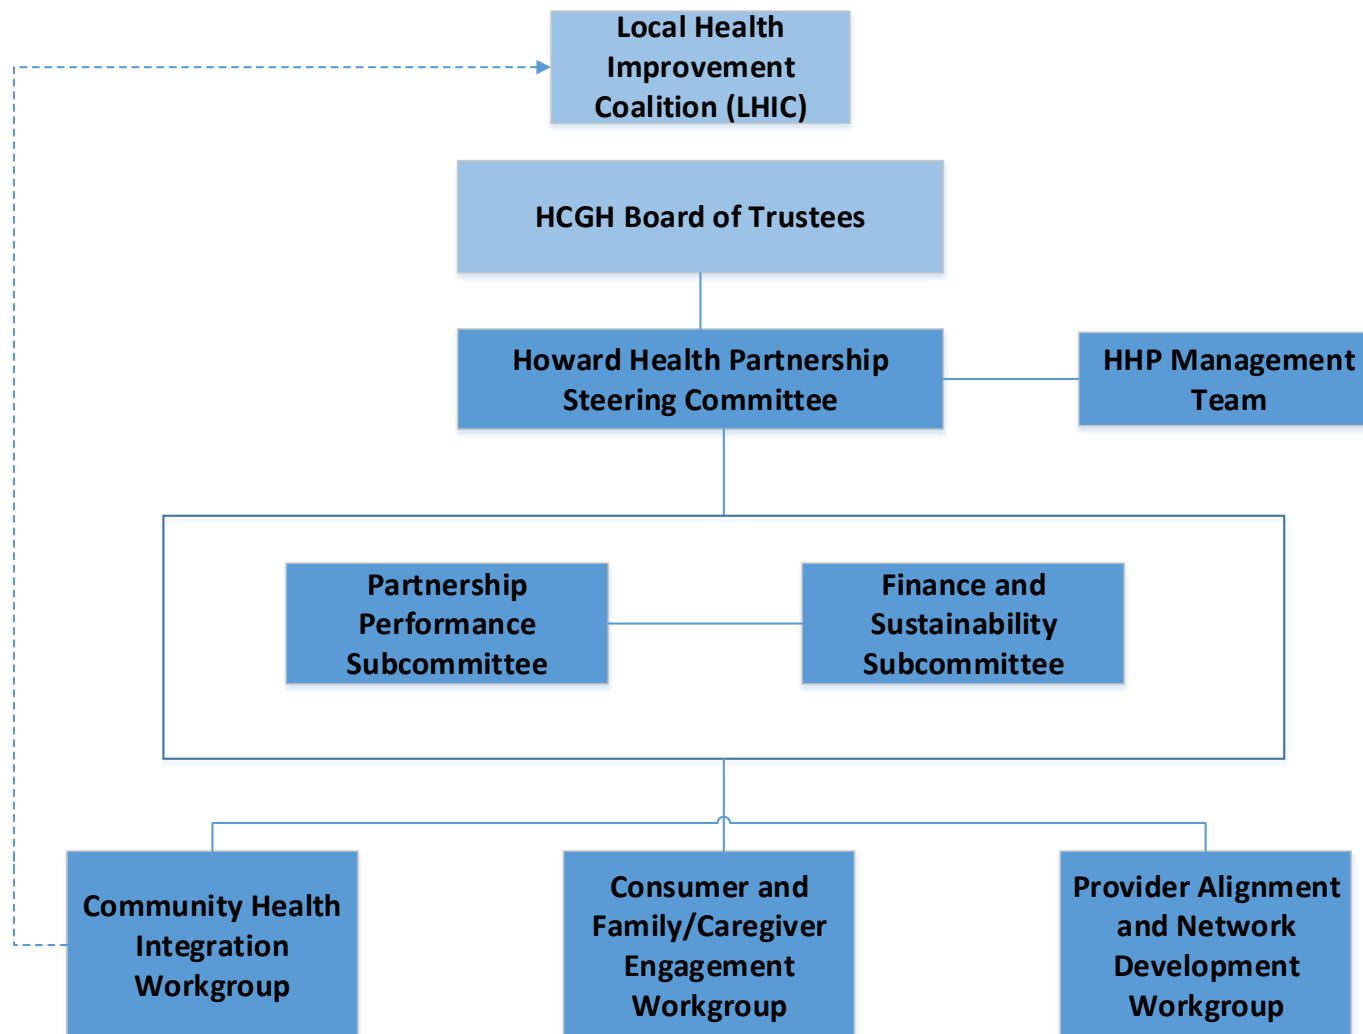 Local Health
Improvement
Coalition (LHIC)
HCGH Board of Trustees
Howard Health Partnership
Steering Committee
HHP Management
Team
Partnership
Performance
Subcommittee
Finance and
Sustainability
Subcommittee
Community Health
Integration
Workgroup
Consumer and
Family/Caregiver
Engagement
Workgroup
Provider Alignment
and Network
Development
Workgroup